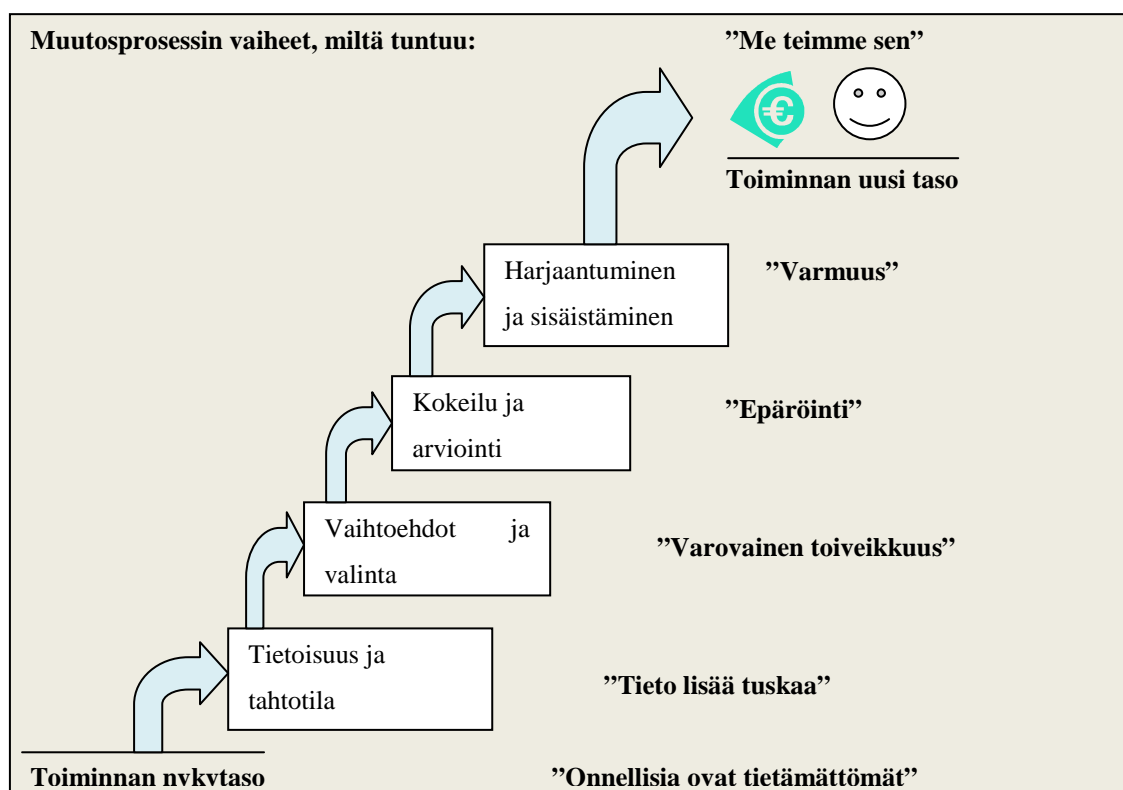 Muutosprosessin vaiheet, miltä tuntuu:
”Me teimme sen”
€
Toiminnan uusi taso
Harjaantuminen
ja sisäistäminen
”Varmuus”
Kokeilu ja
arviointi
”Epäröinti”
Vaihtoehdot ja
valinta
”Varovainen toiveikkuus”
Tietoisuus ja
tahtotila
”Tieto lisää tuskaa”
Toiminnan nykytaso
”Onnellisia ovat tietämättömät”